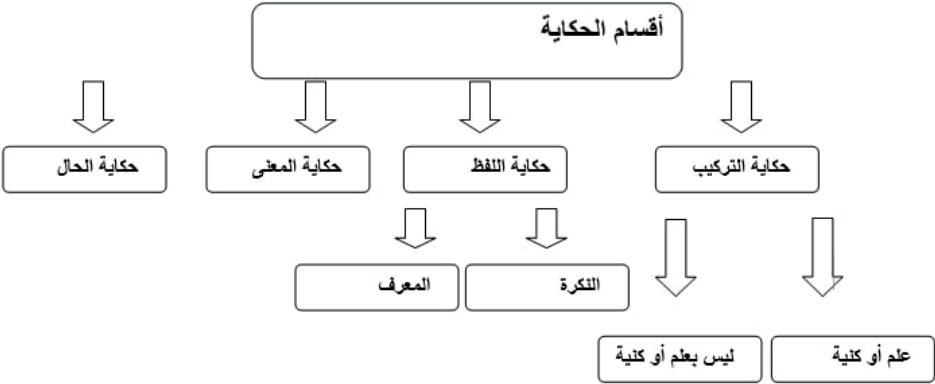 أقسام الحكاية
حكاية التركيب
حكاية اللفظ
حكاية المعنى
حكاية الحال
النكرة
المعرف
علم أو كنية
ليس بعلم أو كنية